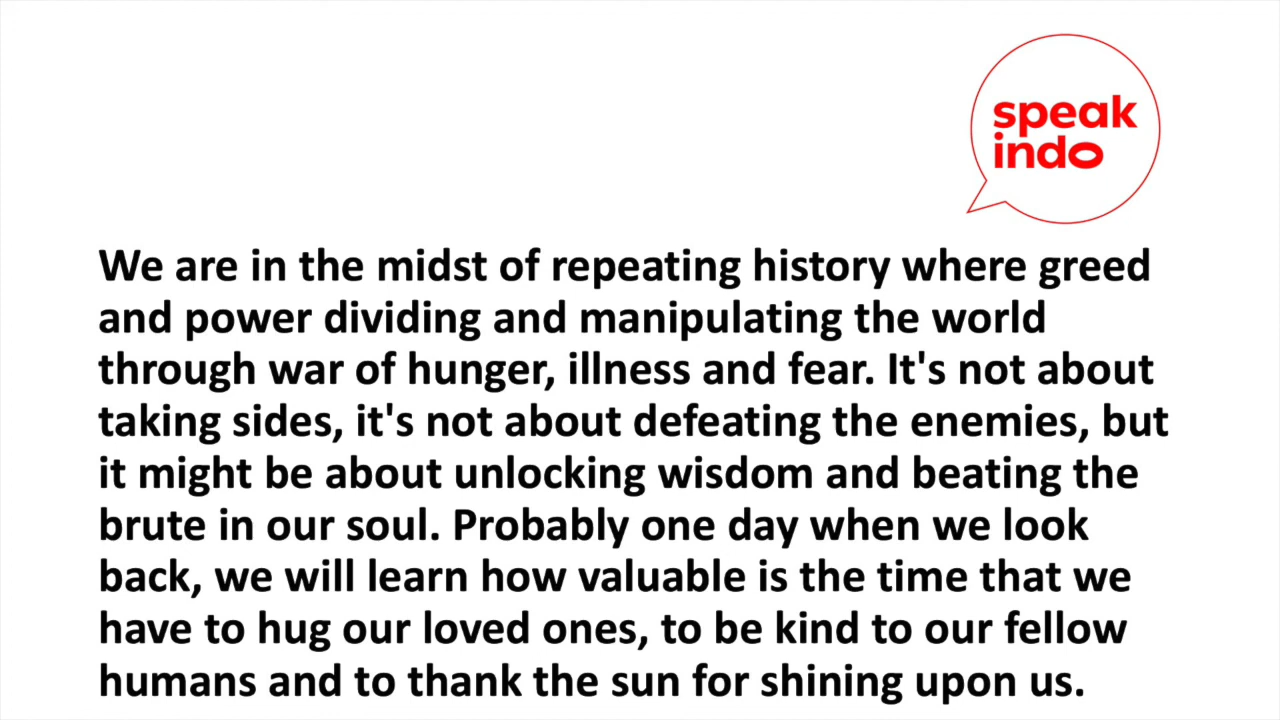 speak
indo
We are in the midst of repeating history where greed
and power dividing and manipulating the world
through war of hunger, illness and fear. It's not about
taking sides, it's not about defeating the enemies, but
it might be about unlocking wisdom and beating the
brute in our soul. Probably one day when we look
back, we will learn how valuable is the time that we
have to hug our loved ones, to be kind to our fellow
humans and to thank the sun for shining upon us.